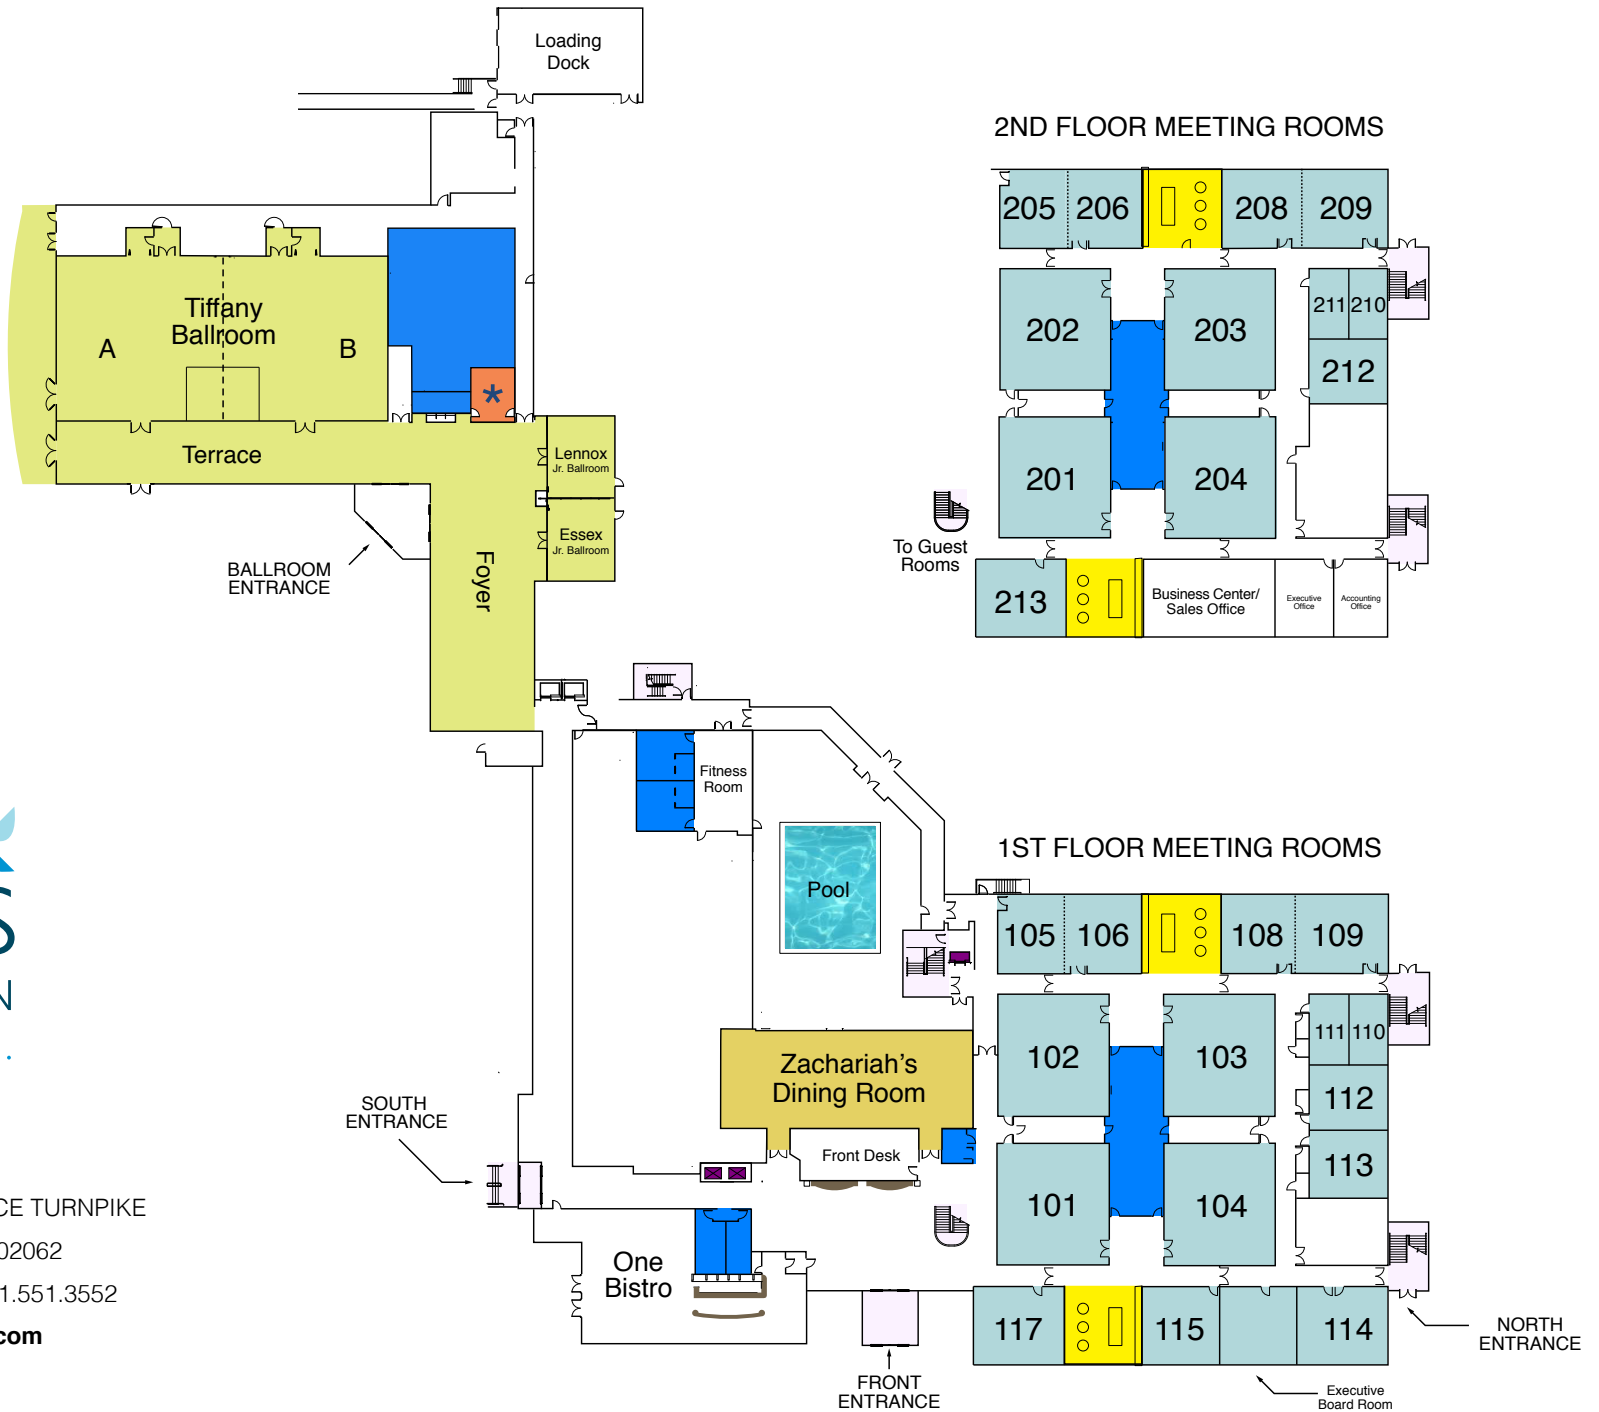 Loading
Dock
2ND FLOOR MEETING ROOMS
205
206
208
209
Tiffany
Ballroom
A
B
*
202
203
211
210
212
Terrace
Lennox
Jr. Ballroom
201
204
Essex
Jr. Ballroom
To Guest
Rooms
BALLROOM
ENTRANCE
Foyer
213
Business Center/
Sales Office
Executive
Office
Accounting
Office
Fitness
Room
Pool
1ST FLOOR MEETING ROOMS
105
106
108
109
102
103
111
110
Zachariah's
Dining Room
112
SOUTH
ENTRANCE
Front Desk
113
101
104
CE TURNPIKE
02062
1.551.3552
.com
One
Bistro
117
115
114
NORTH
ENTRANCE
FRONT
ENTRANCE
Executive
Board Room